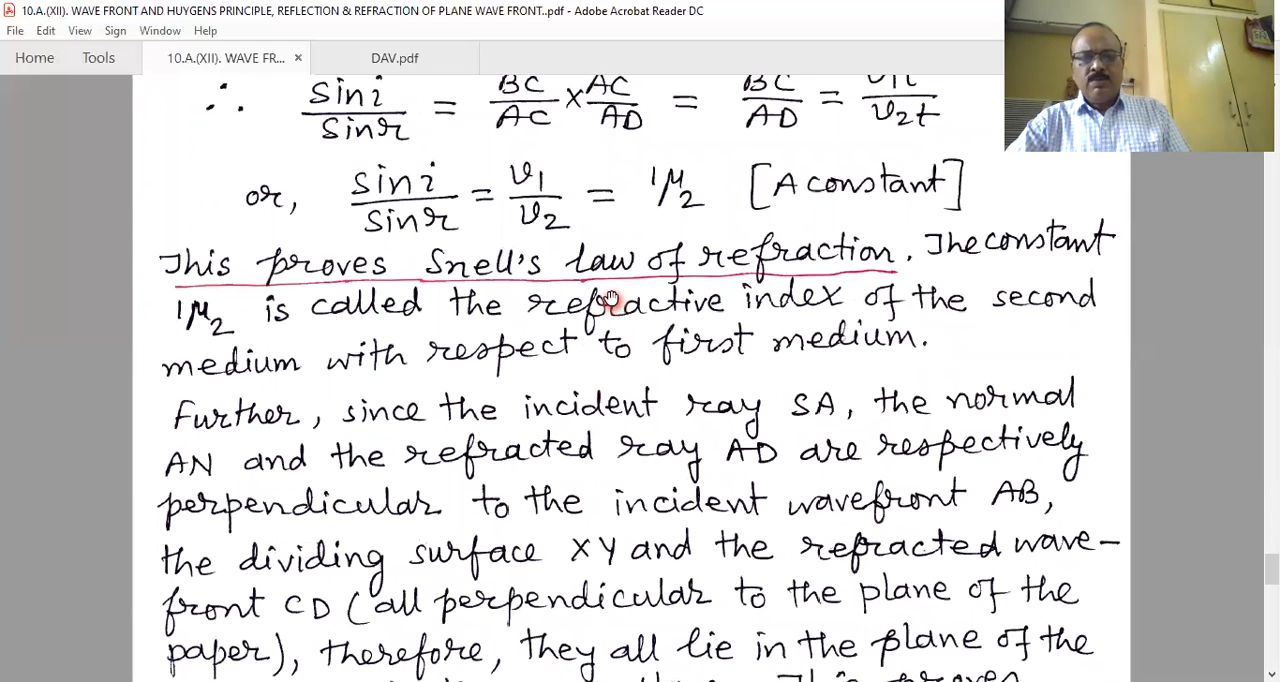 10.A.(XII). WAVE FRONT AND HUYGENS PRINCIPLE, REFLECTION & REFRACTION OF PLANE WAVE FRONT..pdf - Adobe Acrobat Reader DC
File Edit View Sign Window Help
Home Tools 10.A.(XII). WAVE FR... × DAV.pdf
∴ Sin i / Sin r = BC / AC × AC / AD = BC / AD = v₁t / v₂t
or, Sin i / Sin r = v₁ / v₂ = ¹μ₂ [A constant]
This proves Snell's law of refraction. The constant
¹μ₂ is called the refractive index of the second
medium with respect to first medium.
Further, since the incident ray SA, the normal
AN and the refracted ray AD are respectively
perpendicular to the incident wavefront AB,
the dividing surface XY and the refracted wave-
front CD (all perpendicular to the plane of the
paper), therefore, they all lie in the plane of the
This proves